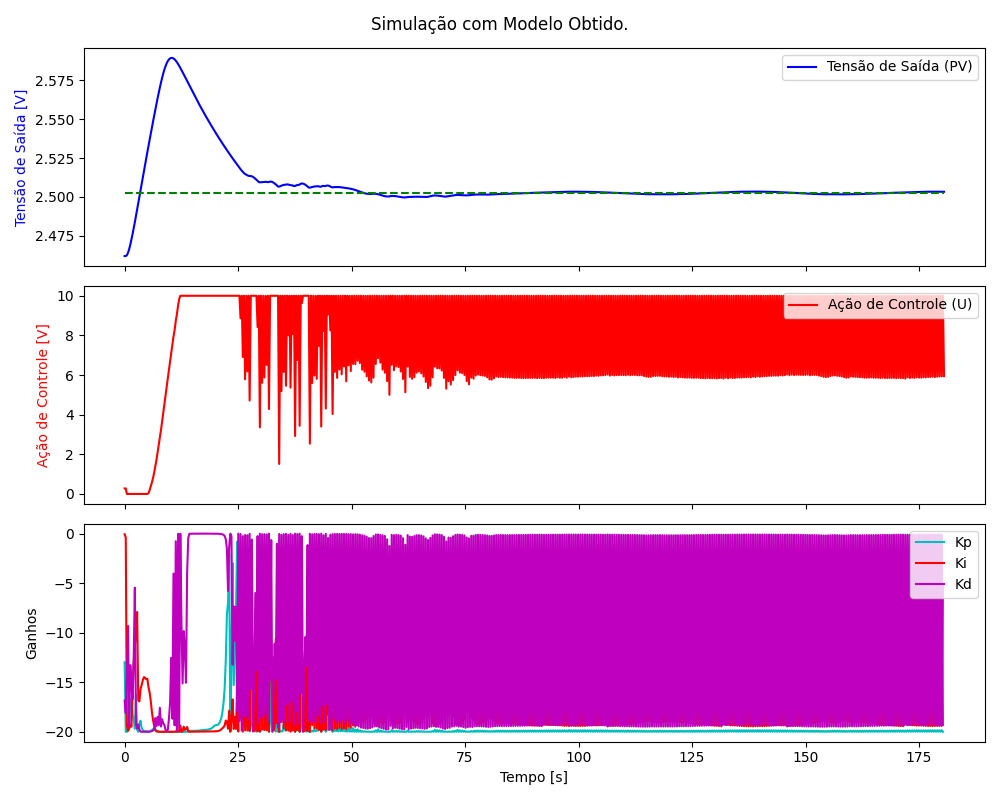 Simulação com Modelo Obtido.
Tensão de Saída [V]
2.575
2.550
2.525
2.500
2.475
Tensão de Saída (PV)
Ação de Controle [V]
10
8
6
4
2
0
Ação de Controle (U)
Ganhos
0
−5
−10
−15
−20
Kp
Ki
Kd
0 25 50 75 100 125 150 175
Tempo [s]